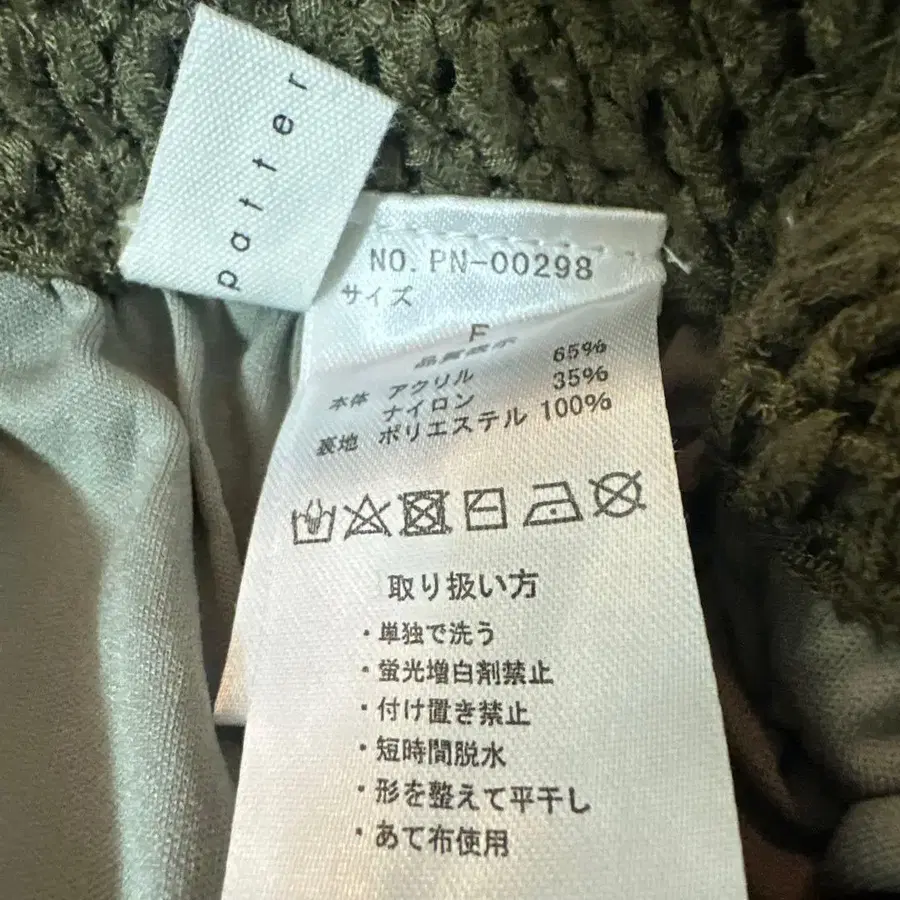 patter
NO. PN-00298
サイズ
F
品質表示
本体 アクリル 65%
ナイロン 35%
裏地 ポリエステル 100%
取り扱い方
・単独で洗う
・蛍光増白剤禁止
・付け置き禁止
・短時間脱水
・形を整えて平干し
・あて布使用